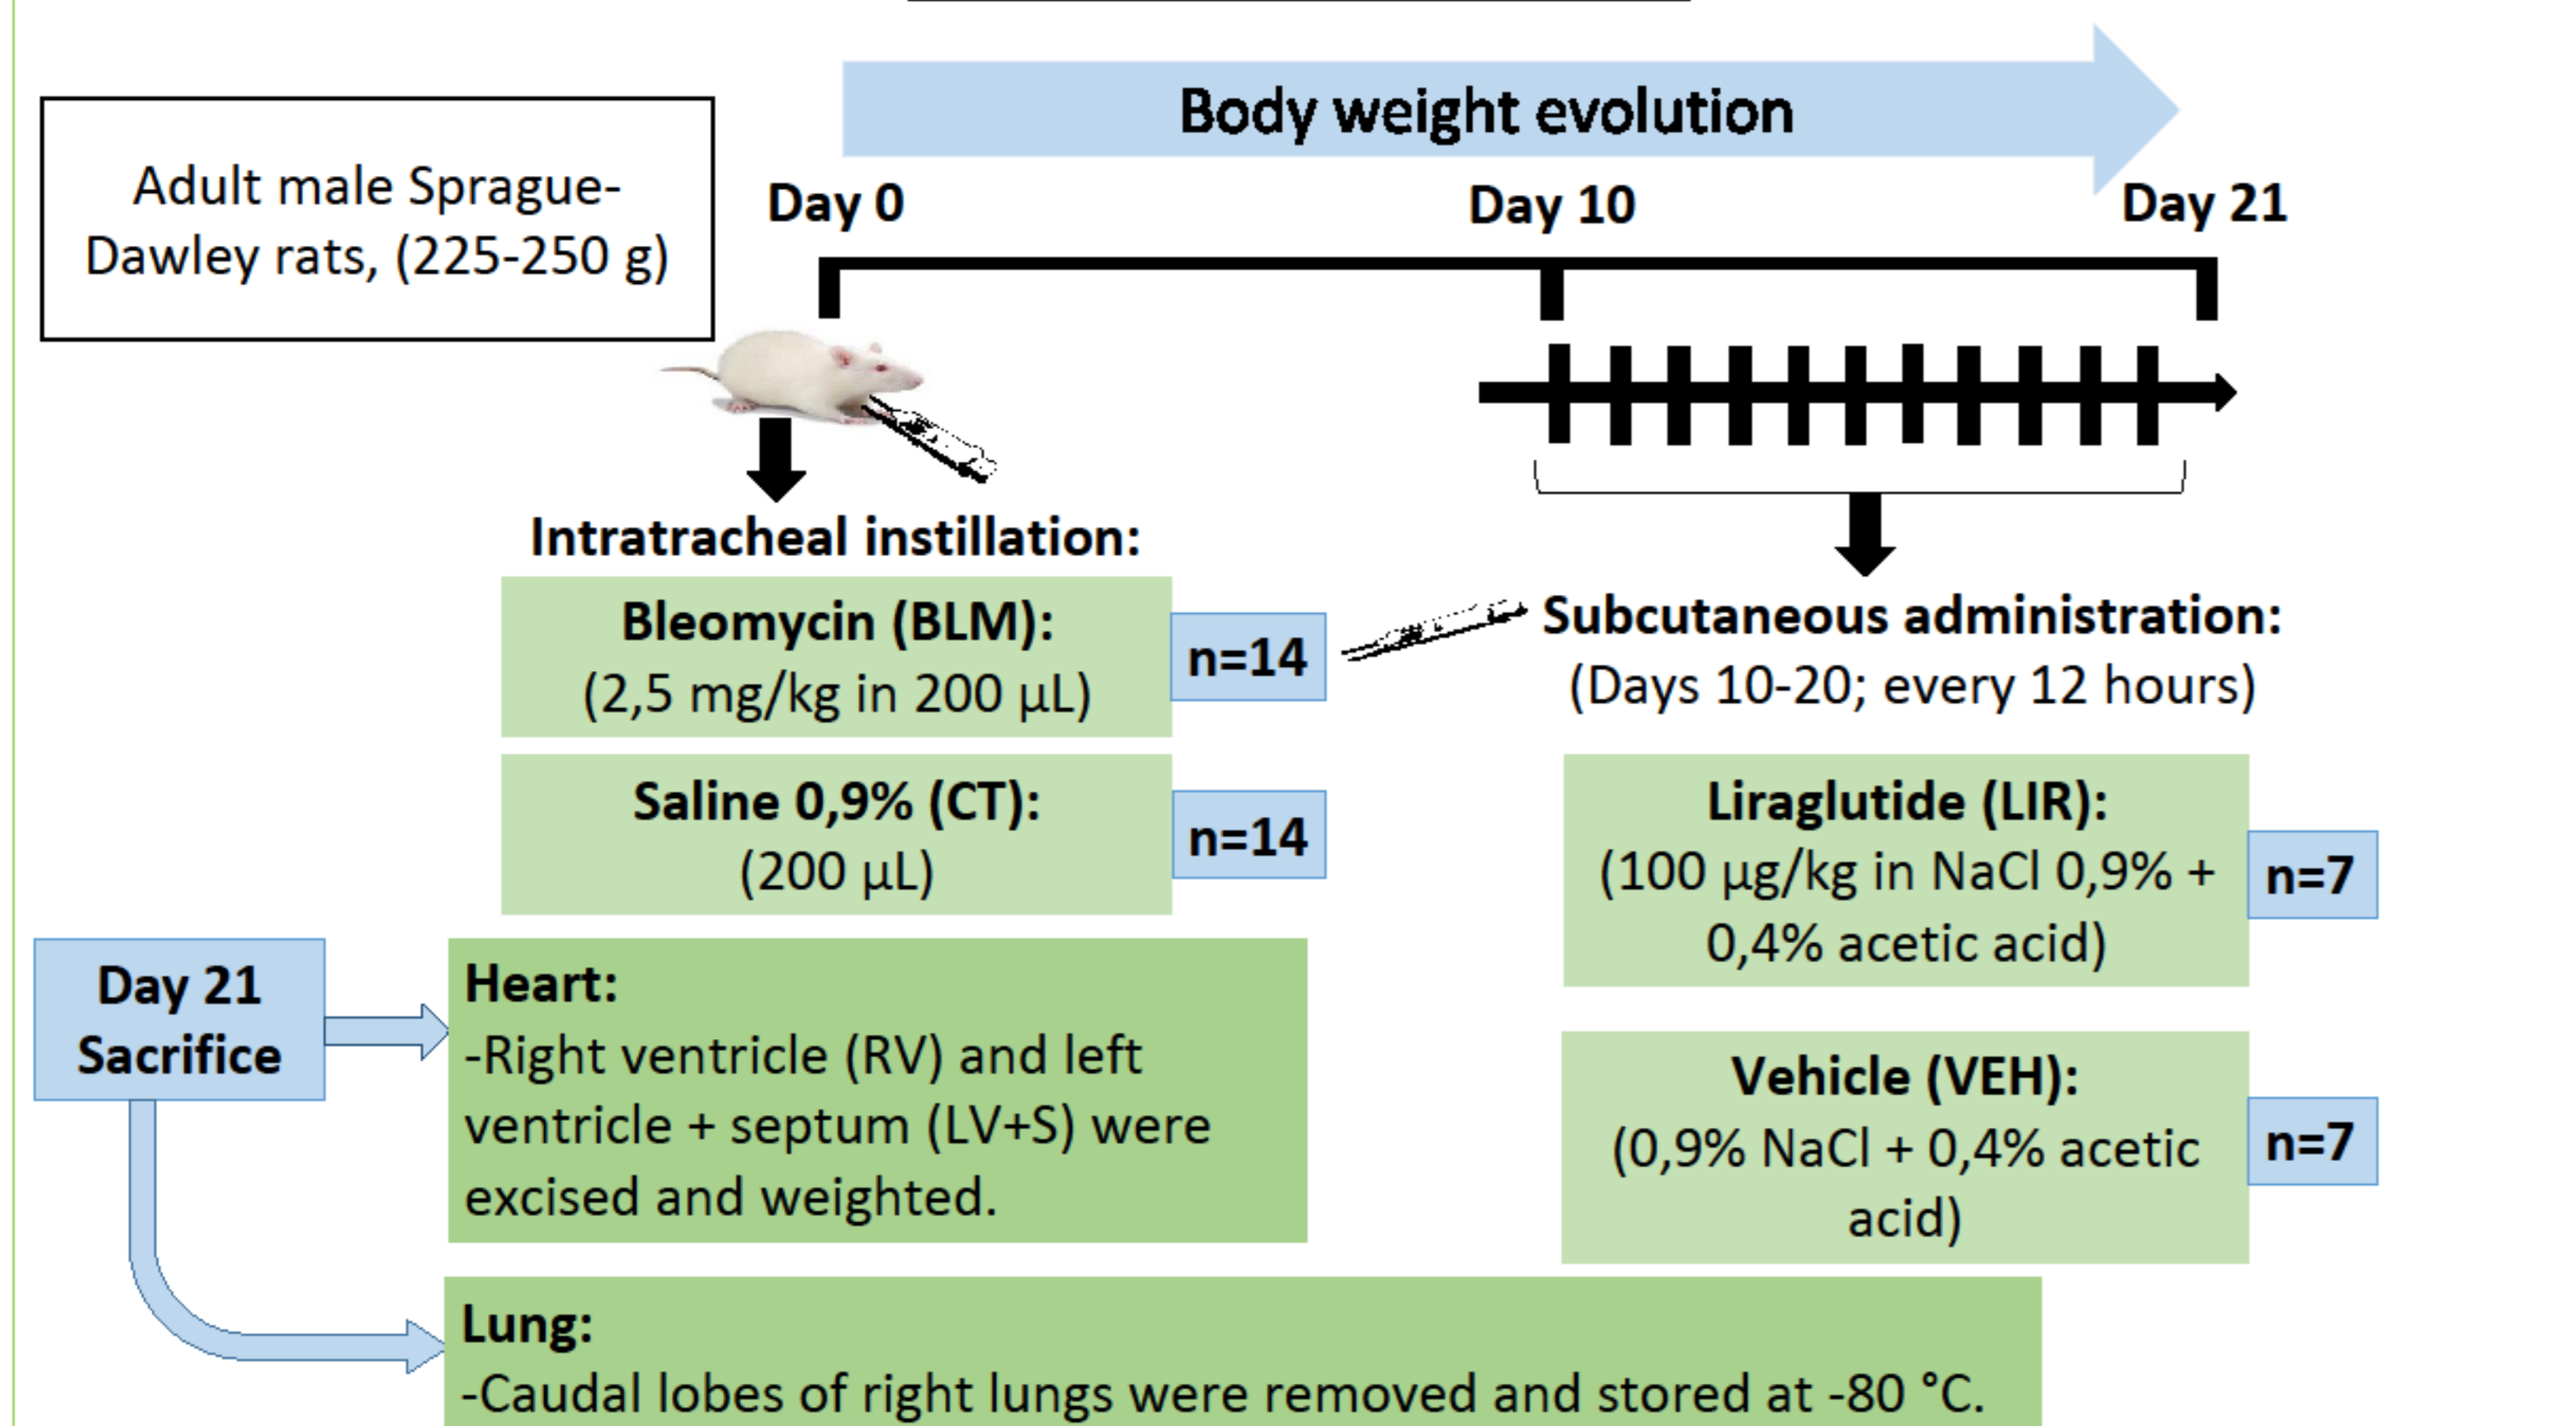 Body weight evolution
Adult male Sprague-
Dawley rats, (225-250 g)
Day 0
Day 10
Day 21
Intratracheal instillation:
Bleomycin (BLM):
(2,5 mg/kg in 200 µL)
n=14
Saline 0,9% (CT):
(200 µL)
n=14
Subcutaneous administration:
(Days 10-20; every 12 hours)
Liraglutide (LIR):
(100 µg/kg in NaCl 0,9% +
0,4% acetic acid)
n=7
Vehicle (VEH):
(0,9% NaCl + 0,4% acetic
acid)
n=7
Day 21
Sacrifice
Heart:
-Right ventricle (RV) and left
ventricle + septum (LV+S) were
excised and weighted.
Lung:
-Caudal lobes of right lungs were removed and stored at -80 °C.